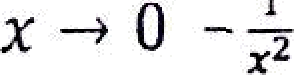 x → 0 − 1/x²